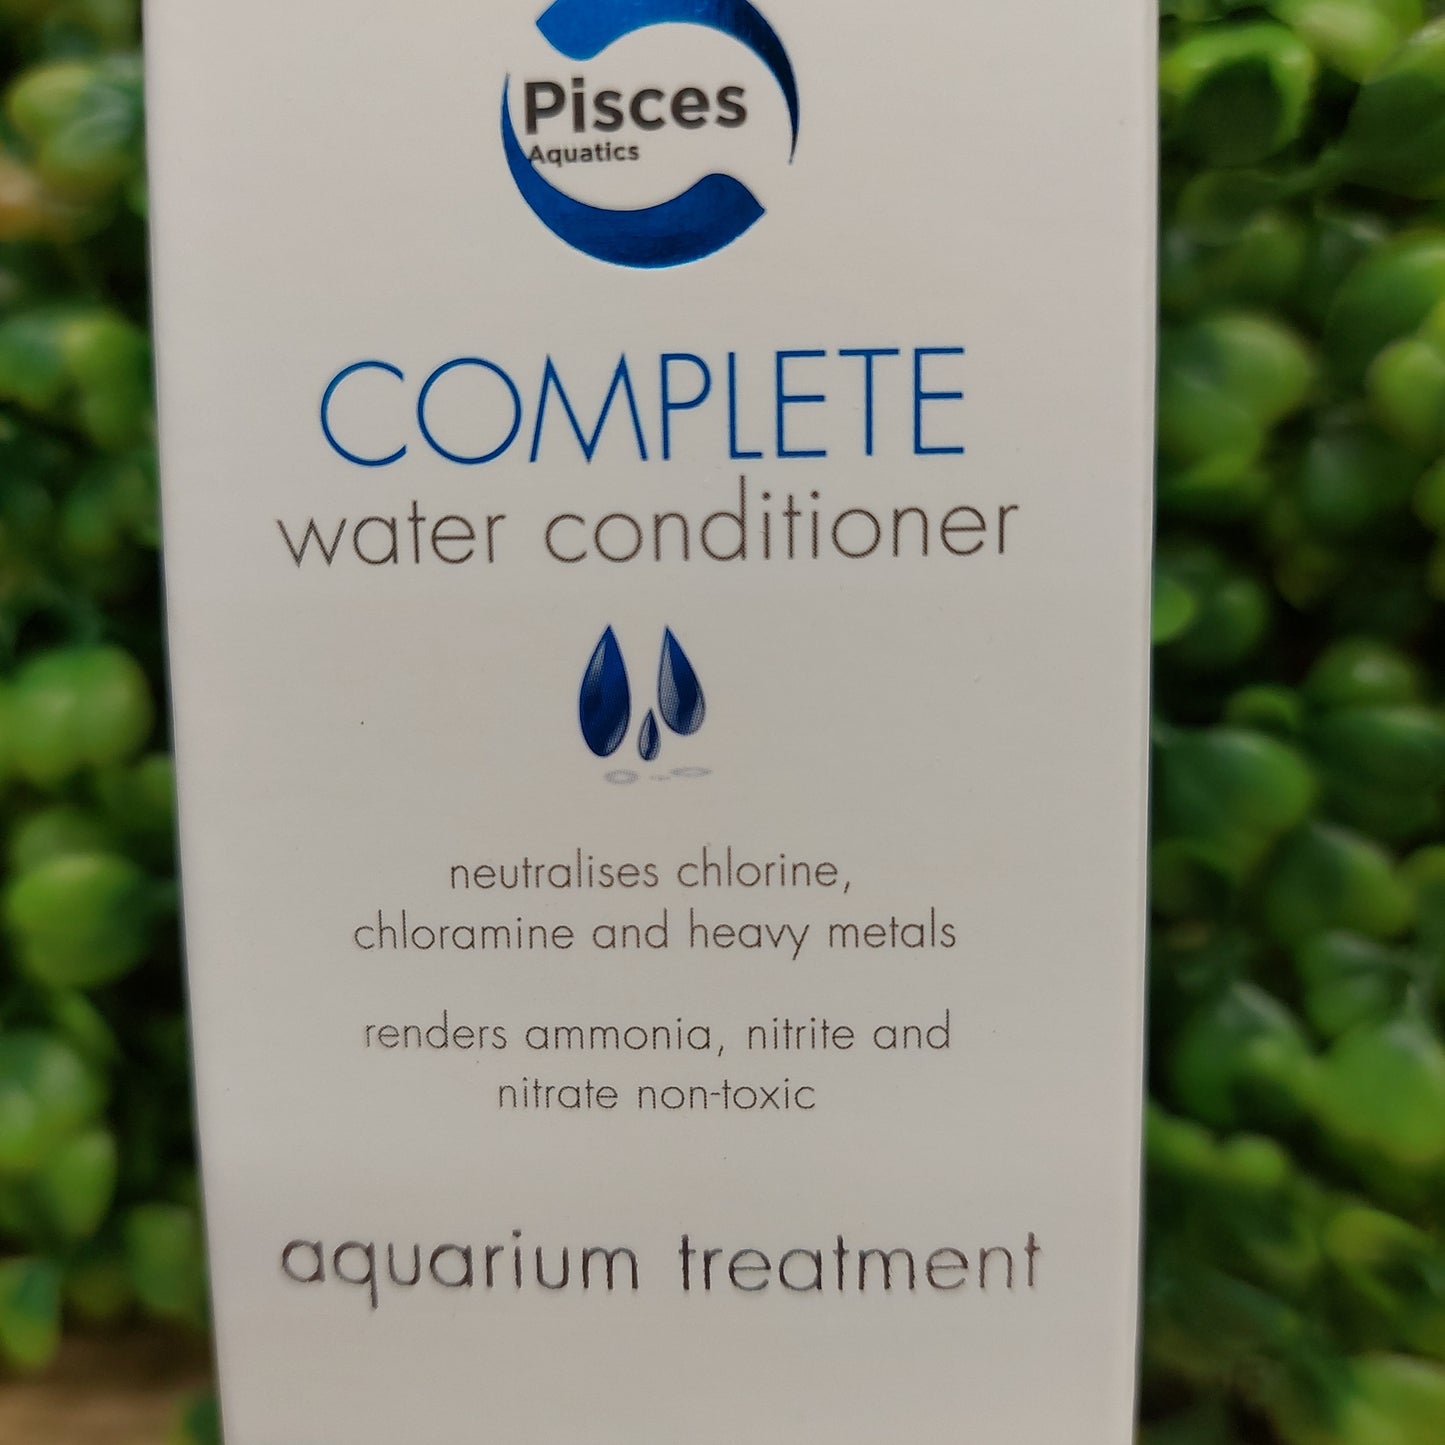 Pisces
Aquatics
COMPLETE
water conditioner
neutralises chlorine,
chloramine and heavy metals
renders ammonia, nitrite and
nitrate non-toxic
aquarium treatment